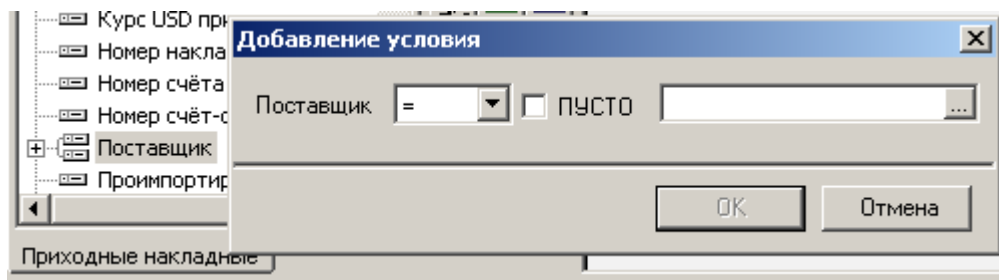 Курс USD при
Добавление условия
Номер накла
Номер счёта
Поставщик = ПУСТО ...
Номер счёт-
Поставщик
Проимпортир
OK Отмена
Приходные накладные